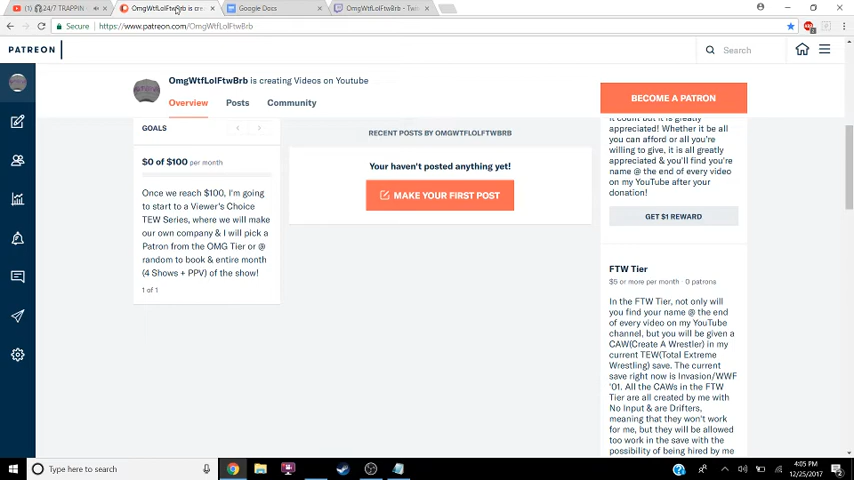 24/7 TRAPPIN
OmgWtfLolFtwBrb is cre
Google Docs
OmgWtfLolFtwBrb - Twi
Secure
https://www.patreon.com/OmgWtfLolFtwBrb
PATREON
Search
OmgWtfLolFtwBrb is creating Videos on Youtube
Overview
Posts
Community
BECOME A PATRON
GOALS
$0 of $100 per month
Once we reach $100, I'm going
to start to a Viewer's Choice
TEW Series, where we will make
our own company & I will pick a
Patron from the OMG Tier or @
random to book & entire month
(4 Shows + PPV) of the show!
1 of 1
RECENT POSTS BY OMGWTFLOLFTWBRB
Your haven't posted anything yet!
MAKE YOUR FIRST POST
it count but it is greatly
appreciated! Whether it be all
you can afford or all you're
willing to give, it is all greatly
appreciated & you'll find you're
name @ the end of every video
on my YouTube after your
donation!
GET $1 REWARD
FTW Tier
$5 or more per month · 0 patrons
In the FTW Tier, not only will
you find your name @ the end
of every video on my YouTube
channel, but you will be given a
CAW(Create A Wrestler) in my
current TEW(Total Extreme
Wrestling) save. The current
save right now is Invasion/WWF
'01. All the CAWs in the FTW
Tier are all created by me with
No Input & are Drifters,
meaning that they won't work
for me, but they will be allowed
too work in the save with the
possibility of being hired by me
Type here to search
4:05 PM
12/25/2017